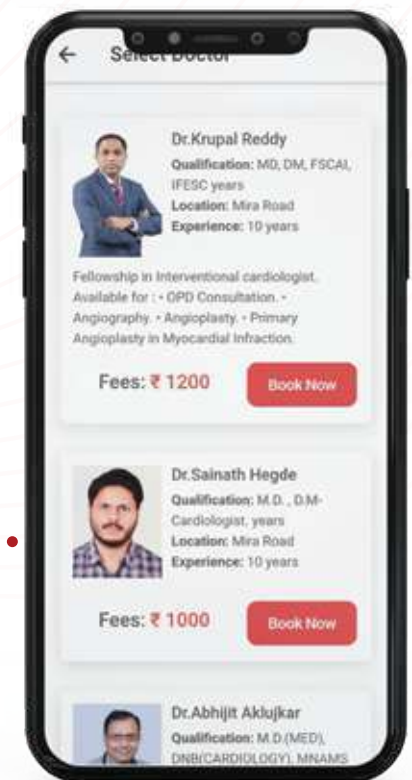 Select Doctor
Dr.Krupal Reddy
Qualification: MD, DM, FSCAI,
IFESC years
Location: Mira Road
Experience: 10 years
Fellowship in Interventional cardiologist.
Available for : • OPD Consultation. •
Angiography. • Angioplasty. • Primary
Angioplasty in Myocardial Infraction.
Fees: ₹ 1200
Book Now
Dr.Sainath Hegde
Qualification: M.D. , D.M-
Cardiologist, years
Location: Mira Road
Experience: 10 years
Fees: ₹ 1000
Book Now
Dr.Abhijit Aklujkar
Qualification: M.D.(MED),
DNB(CARDIOLOGY), MNAMS